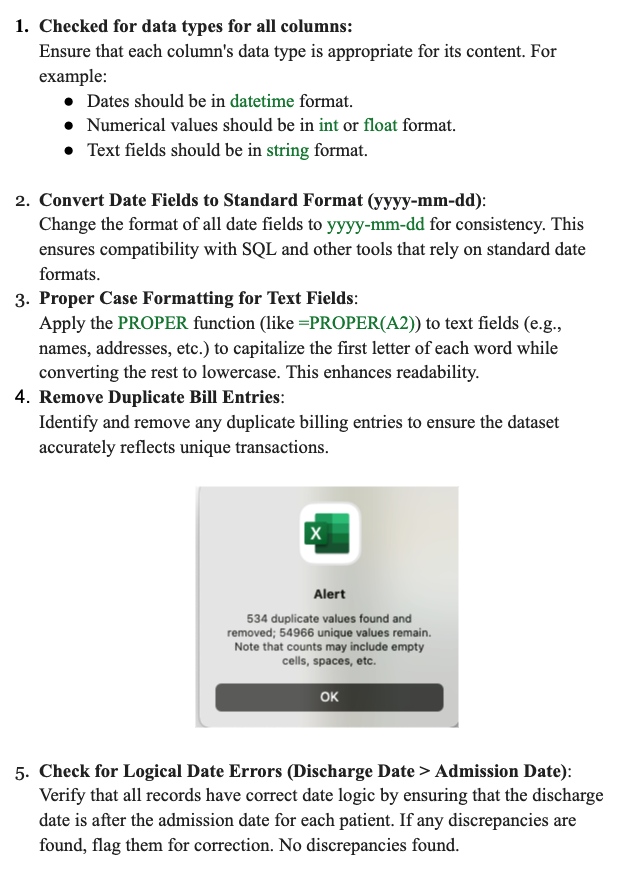 1. Checked for data types for all columns:
Ensure that each column's data type is appropriate for its content. For
example:
● Dates should be in datetime format.
● Numerical values should be in int or float format.
● Text fields should be in string format.
2. Convert Date Fields to Standard Format (yyyy-mm-dd):
Change the format of all date fields to yyyy-mm-dd for consistency. This
ensures compatibility with SQL and other tools that rely on standard date
formats.
3. Proper Case Formatting for Text Fields:
Apply the PROPER function (like =PROPER(A2)) to text fields (e.g.,
names, addresses, etc.) to capitalize the first letter of each word while
converting the rest to lowercase. This enhances readability.
4. Remove Duplicate Bill Entries:
Identify and remove any duplicate billing entries to ensure the dataset
accurately reflects unique transactions.
X
Alert
534 duplicate values found and
removed; 54966 unique values remain.
Note that counts may include empty
cells, spaces, etc.
OK
5. Check for Logical Date Errors (Discharge Date > Admission Date):
Verify that all records have correct date logic by ensuring that the discharge
date is after the admission date for each patient. If any discrepancies are
found, flag them for correction. No discrepancies found.